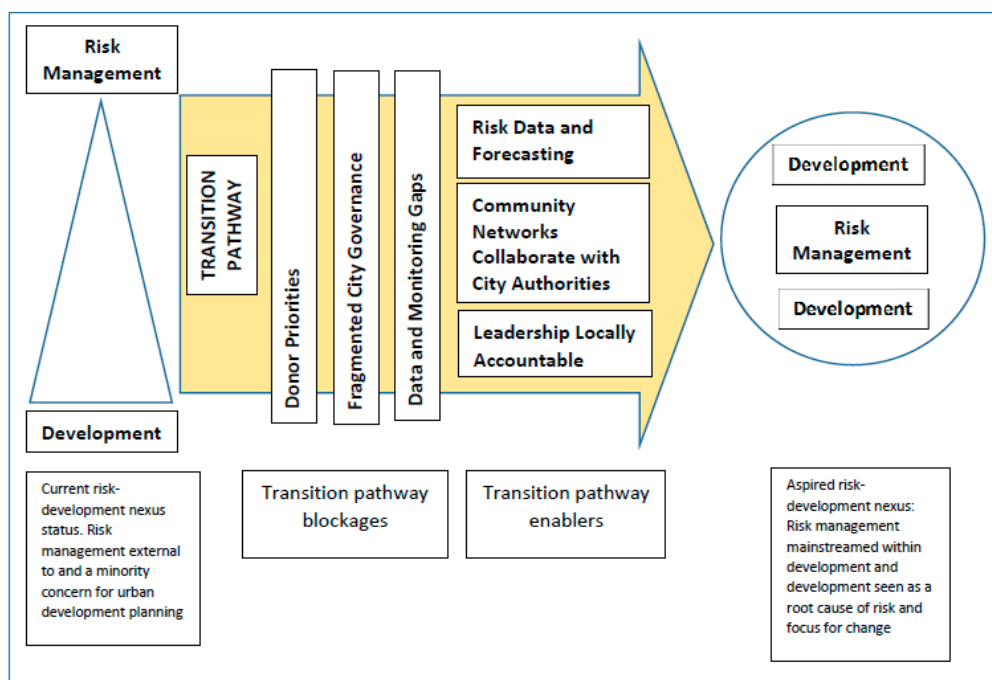 Risk
Management
Development
Current risk-
development nexus
status. Risk
management external
to and a minority
concern for urban
development planning
TRANSITION
PATHWAY
Donor Priorities
Fragmented City Governance
Data and Monitoring Gaps
Transition pathway
blockages
Risk Data and
Forecasting
Community
Networks
Collaborate with
City Authorities
Leadership Locally
Accountable
Transition pathway
enablers
Development
Risk
Management
Development
Aspired risk-
development nexus:
Risk management
mainstreamed within
development and
development seen as a
root cause of risk and
focus for change